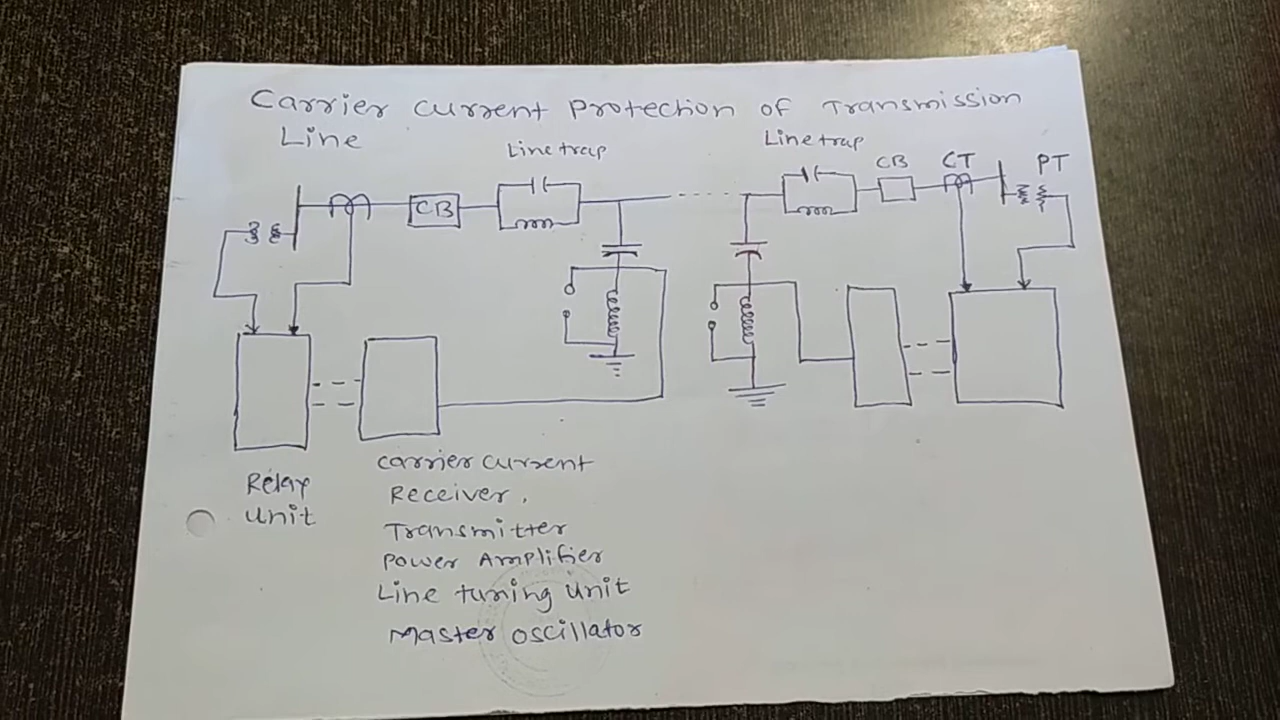 Carrier current Protection of Transmission
Line
Line trap
Line trap
CB
CT
PT
CB
Relay
unit
Carrier current
Receiver,
Transmitter
Power Amplifier
Line tuning unit
Master oscillator